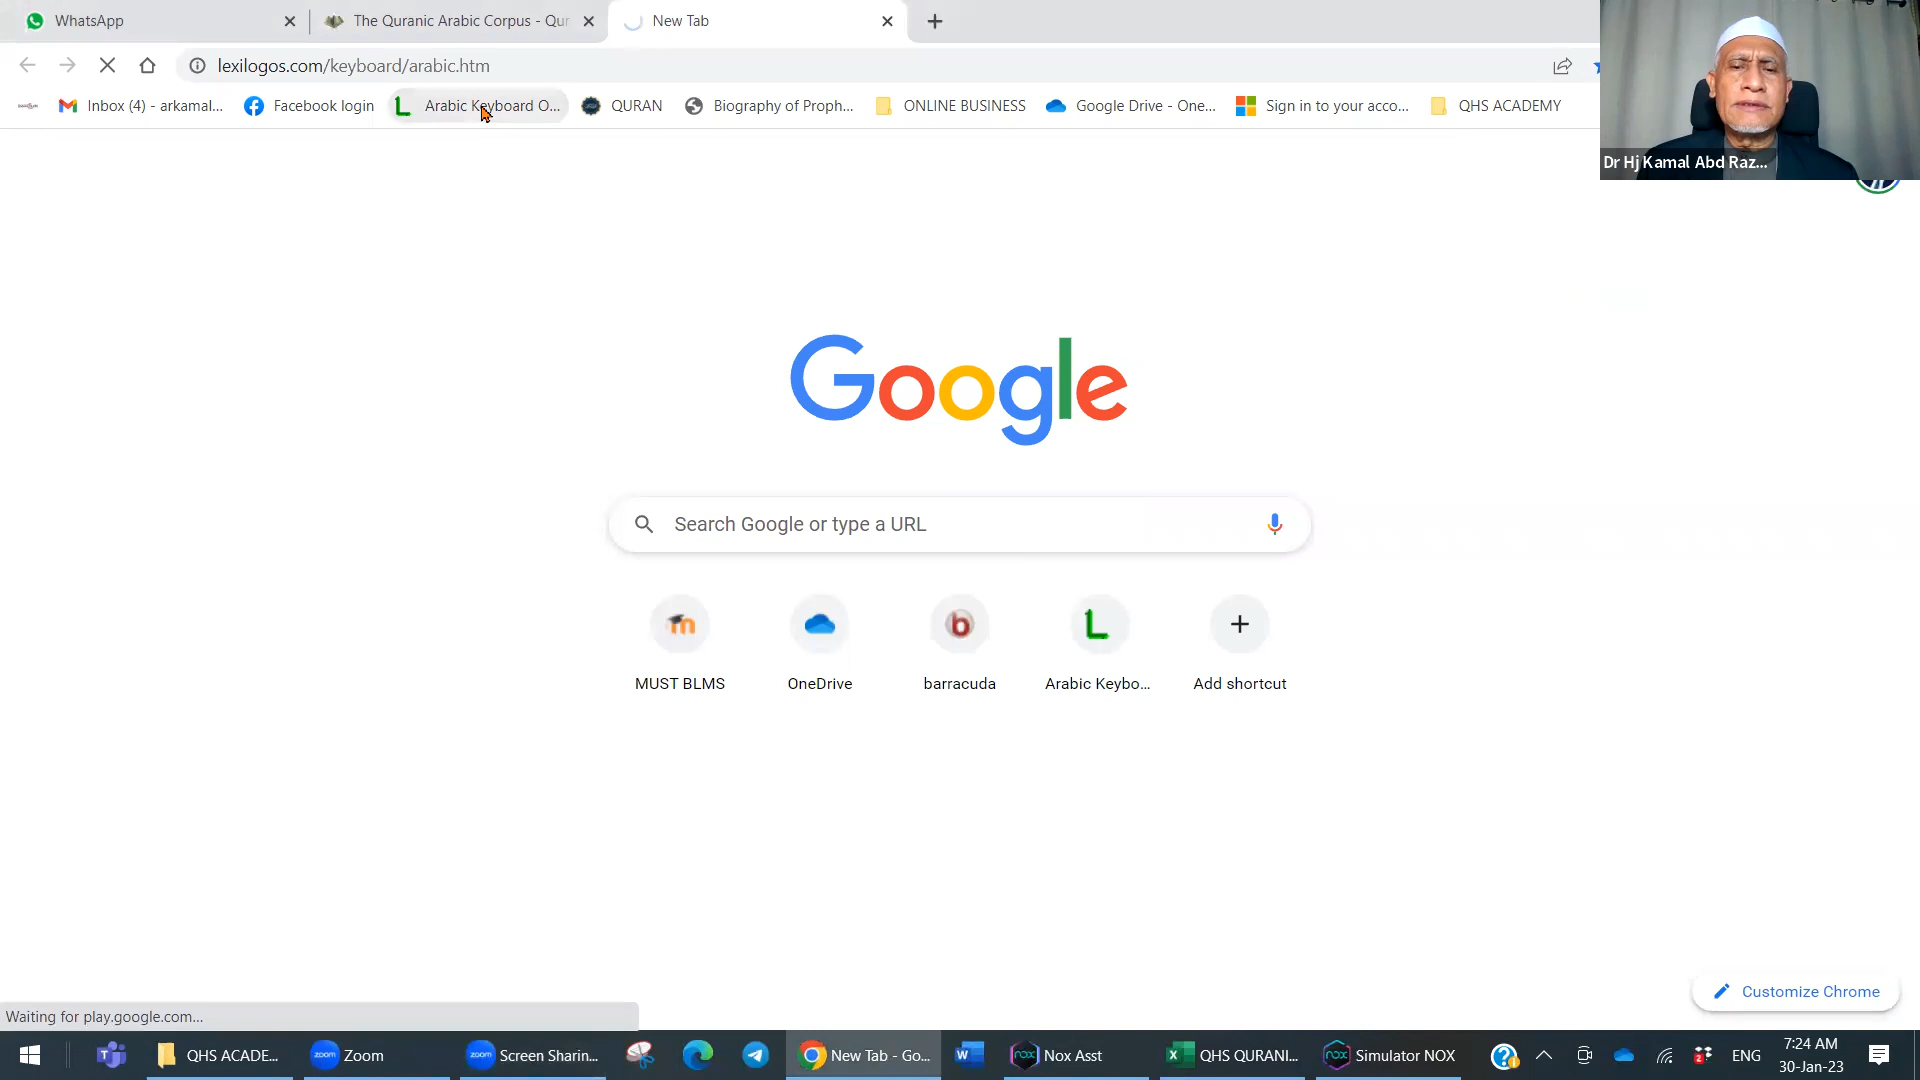 WhatsApp
The Quranic Arabic Corpus - Qur
New Tab
lexilogos.com/keyboard/arabic.htm
Inbox (4) - arkamal...
Facebook login
Arabic Keyboard O...
QURAN
Biography of Proph...
ONLINE BUSINESS
Google Drive - One...
Sign in to your acco...
QHS ACADEMY
Dr Hj Kamal Abd Raz...
Google
Search Google or type a URL
MUST BLMS
OneDrive
barracuda
Arabic Keybo...
Add shortcut
Customize Chrome
Waiting for play.google.com...
QHS ACADE...
zoom
Zoom
zoom
Screen Sharin...
New Tab - Go...
Nox Asst
QHS QURANI...
Simulator NOX
ENG
7:24 AM
30-Jan-23